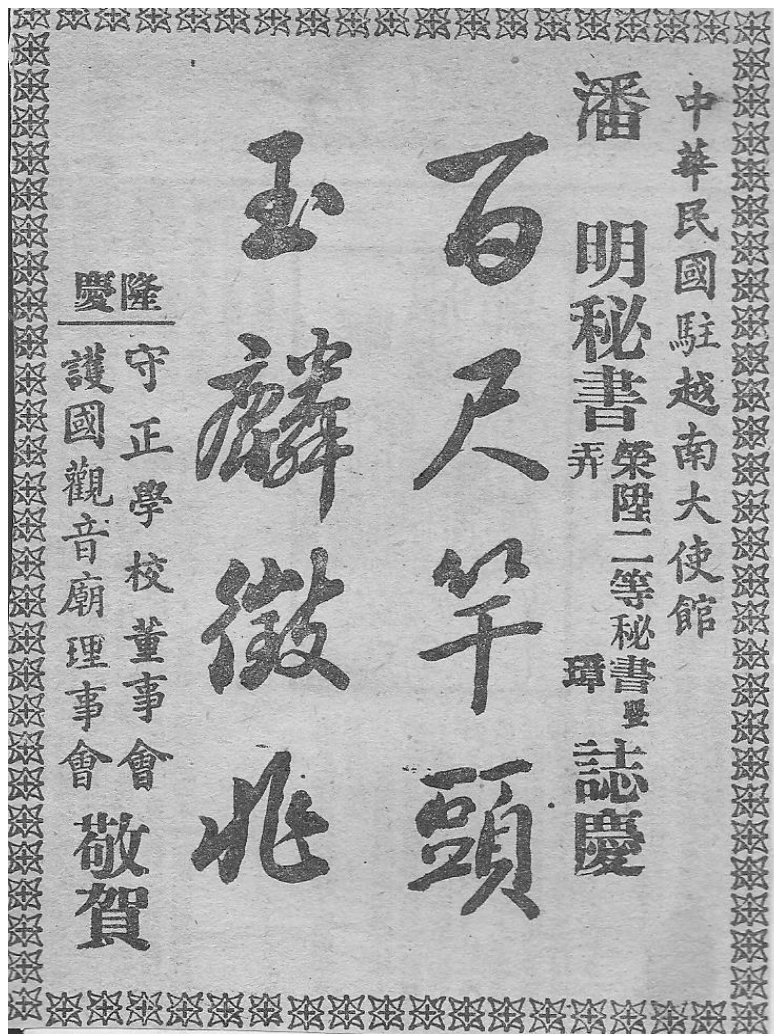 中華民國駐越南大使館
潘 明秘書榮陞二等秘書暨弄璋誌慶
百尺竿頭
玉麟徵兆
隆慶
守正學校董事會
護國觀音廟理事會
敬賀